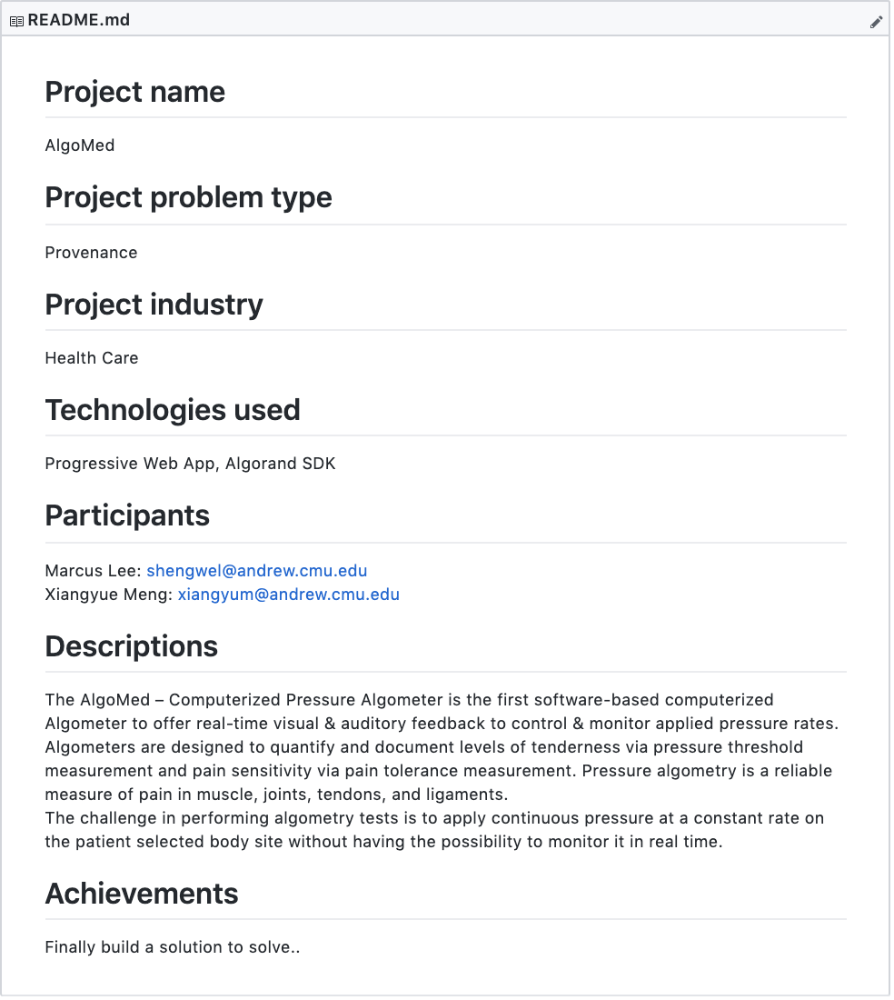 README.md
Project name
AlgoMed
Project problem type
Provenance
Project industry
Health Care
Technologies used
Progressive Web App, Algorand SDK
Participants
Marcus Lee: shengwel@andrew.cmu.edu
Xiangyue Meng: xiangyum@andrew.cmu.edu
Descriptions
The AlgoMed – Computerized Pressure Algometer is the first software-based computerized
Algometer to offer real-time visual & auditory feedback to control & monitor applied pressure rates.
Algometers are designed to quantify and document levels of tenderness via pressure threshold
measurement and pain sensitivity via pain tolerance measurement. Pressure algometry is a reliable
measure of pain in muscle, joints, tendons, and ligaments.
The challenge in performing algometry tests is to apply continuous pressure at a constant rate on
the patient selected body site without having the possibility to monitor it in real time.
Achievements
Finally build a solution to solve..